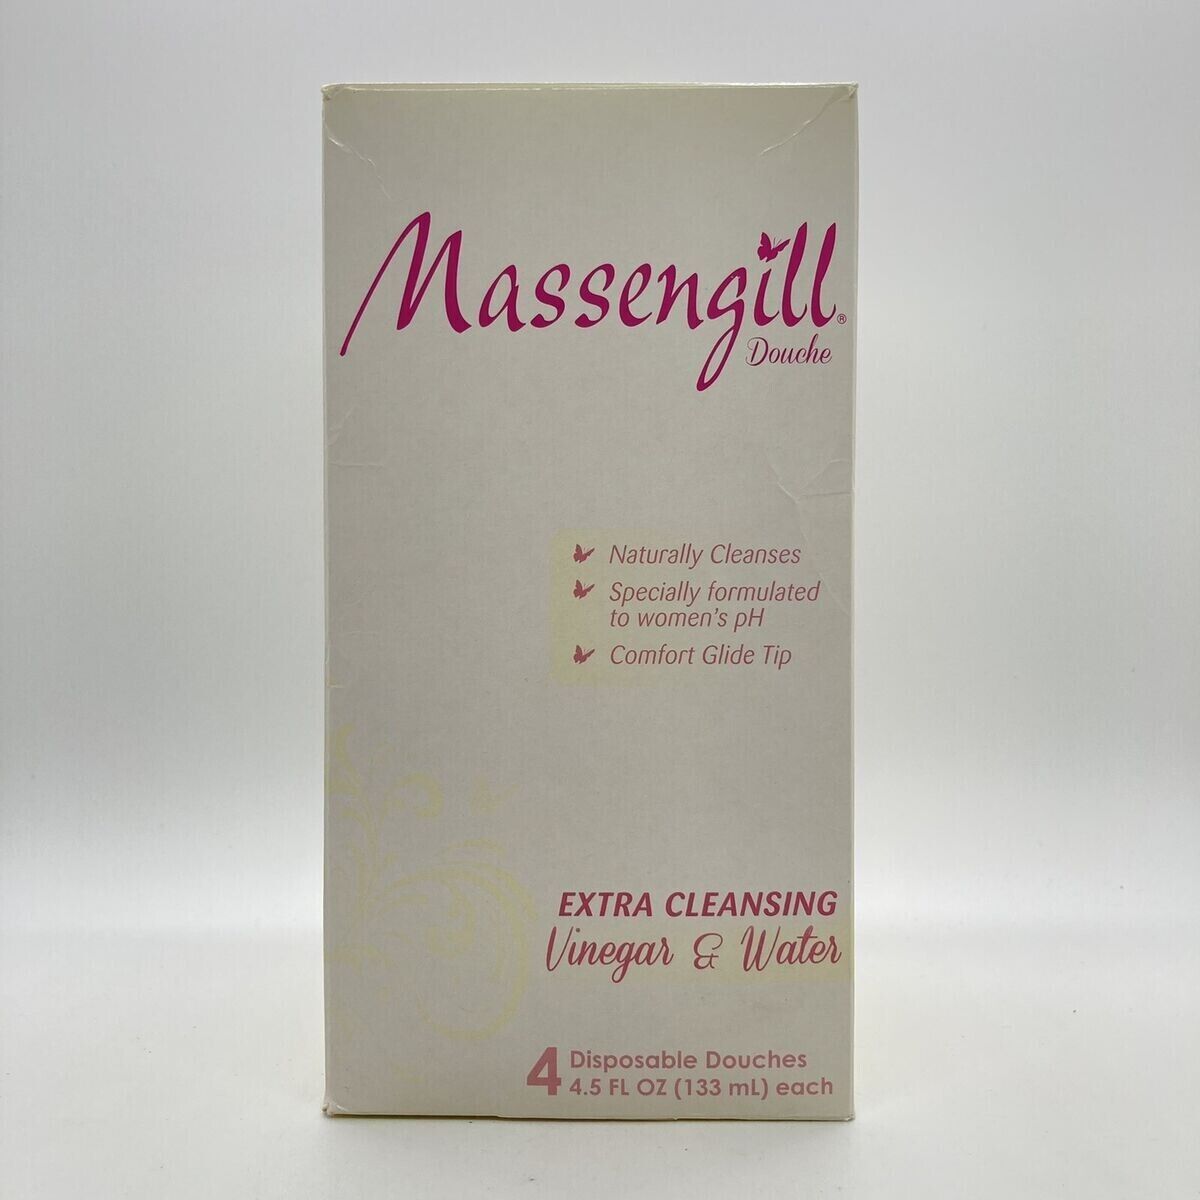 Massengill®
Douche
Naturally Cleanses
Specially formulated
to women's pH
Comfort Glide Tip
EXTRA CLEANSING
Vinegar & Water
4 Disposable Douches
4.5 FL OZ (133 mL) each